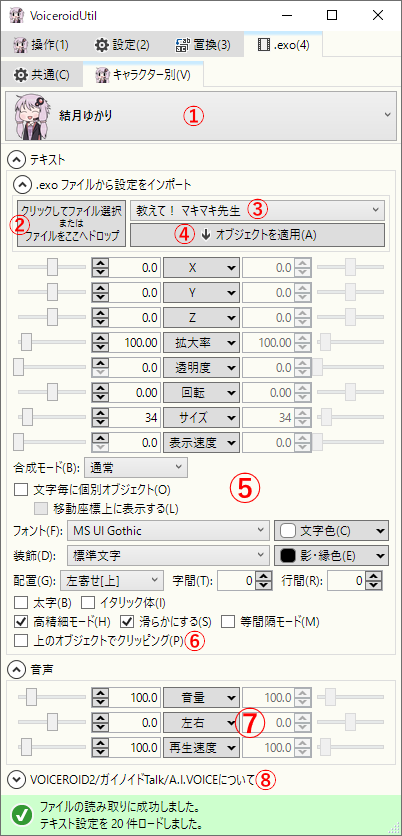 VoiceroidUtil
操作(1) 設定(2) 置換(3) .exo(4)
共通(C) キャラクター別(V)
結月ゆかり ①
テキスト
.exo ファイルから設定をインポート
クリックしてファイル選択
または
ファイルをここへドロップ
②
教えて! マキマキ先生 ③
④ オブジェクトを適用(A)
0.0 X 0.0
0.0 Y 0.0
0.0 Z 0.0
100.00 拡大率 100.00
0.0 透明度 0.0
0.00 回転 0.00
34 サイズ 34
0.0 表示速度 0.0
合成モード(B): 通常
⑤
文字毎に個別オブジェクト(O)
移動座標上に表示する(L)
フォント(F): MS UI Gothic 文字色(C)
装飾(D): 標準文字 影・縁色(E)
配置(G): 左寄せ[上] 字間(T): 0 行間(R): 0
太字(B) イタリック体(I)
高精細モード(H) 滑らかにする(S) 等間隔モード(M)
上のオブジェクトでクリッピング(P) ⑥
音声
100.0 音量 100.0
0.0 左右 ⑦ 0.0
100.0 再生速度 100.0
VOICEROID2/ガイノイドTalk/A.I.VOICEについて ⑧
ファイルの読み取りに成功しました。
テキスト設定を 20 件ロードしました。